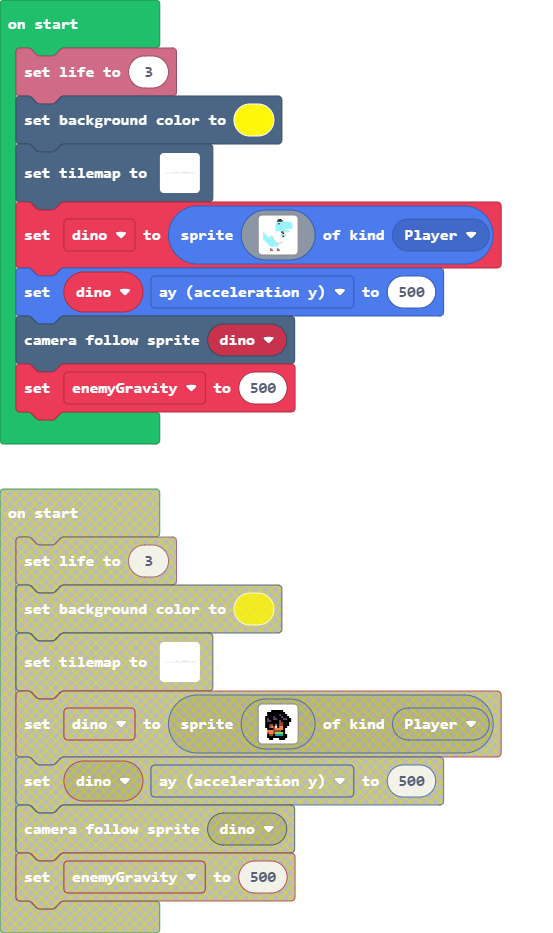 on start
set life to 3
set background color to
set tilemap to
set dino to sprite of kind Player
set dino ay (acceleration y) to 500
camera follow sprite dino
set enemyGravity to 500
on start
set life to 3
set background color to
set tilemap to
set dino to sprite of kind Player
set dino ay (acceleration y) to 500
camera follow sprite dino
set enemyGravity to 500